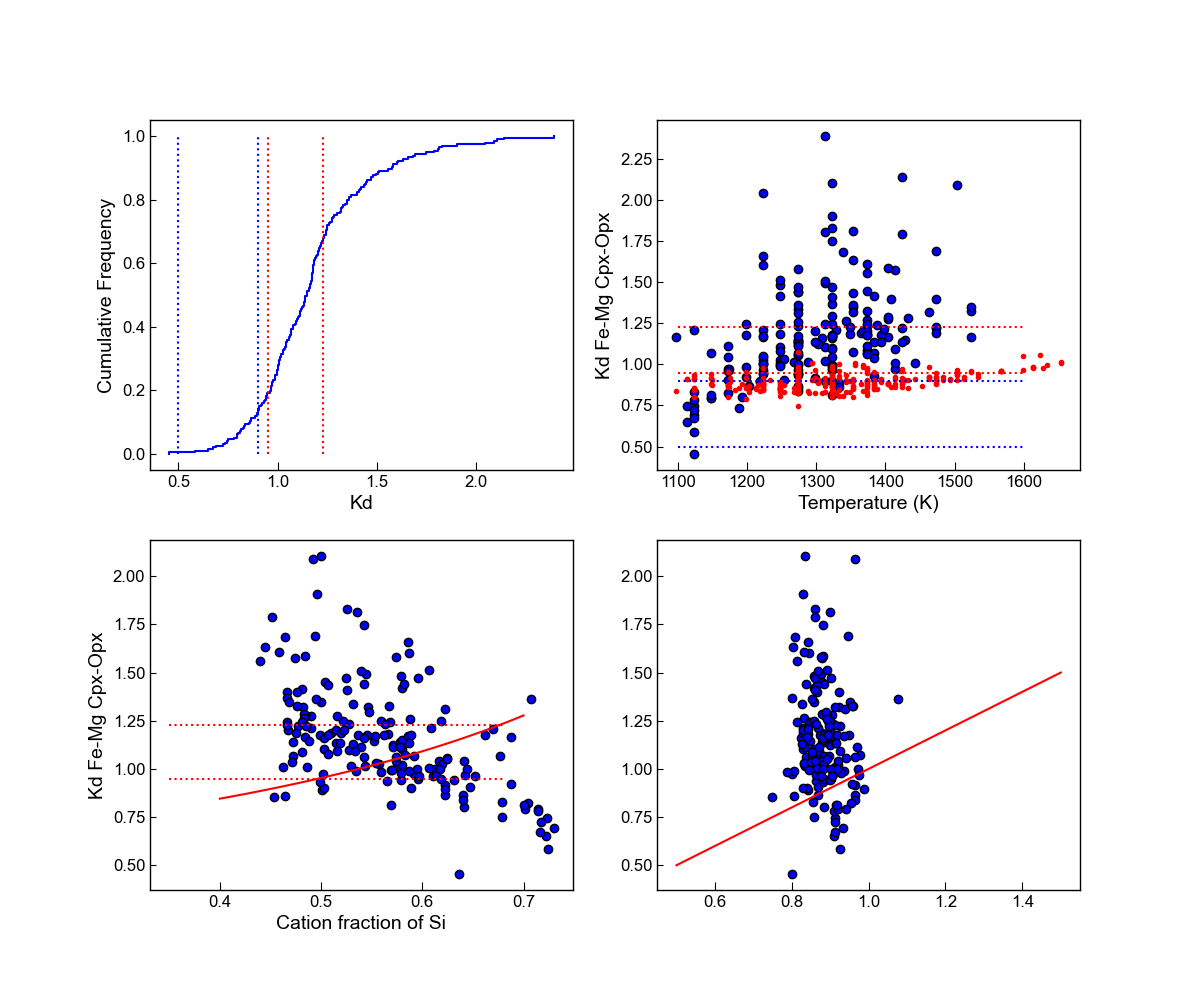 1.0
0.8
0.6
0.4
0.2
0.0
Cumulative Frequency
0.5 1.0 1.5 2.0
Kd
2.25
2.00
1.75
1.50
1.25
1.00
0.75
0.50
Kd Fe-Mg Cpx-Opx
1100 1200 1300 1400 1500 1600
Temperature (K)
2.00
1.75
1.50
1.25
1.00
0.75
0.50
Kd Fe-Mg Cpx-Opx
0.4 0.5 0.6 0.7
Cation fraction of Si
2.00
1.75
1.50
1.25
1.00
0.75
0.50
0.6 0.8 1.0 1.2 1.4